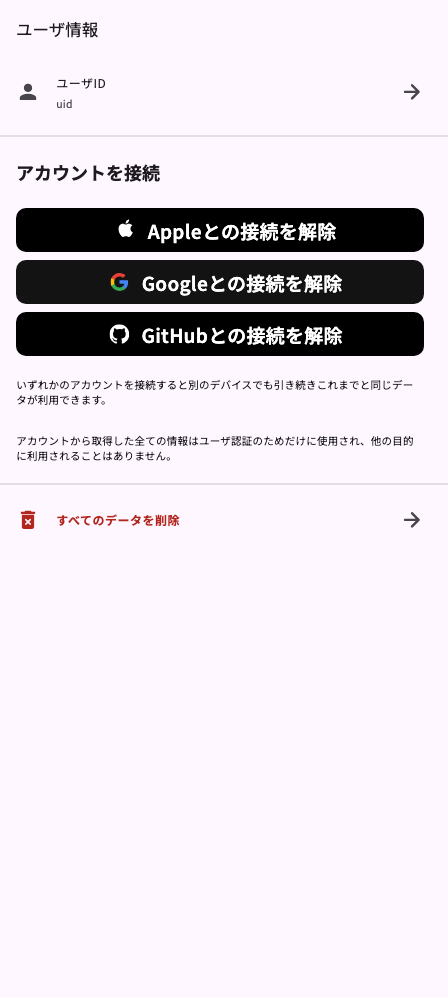 ユーザ情報
ユーザID
uid
アカウントを接続
Appleとの接続を解除
Googleとの接続を解除
GitHubとの接続を解除
いずれかのアカウントを接続すると別のデバイスでも引き続きこれまでと同じデー
タが利用できます。
アカウントから取得した全ての情報はユーザ認証のためだけに使用され、他の目的
に利用されることはありません。
すべてのデータを削除